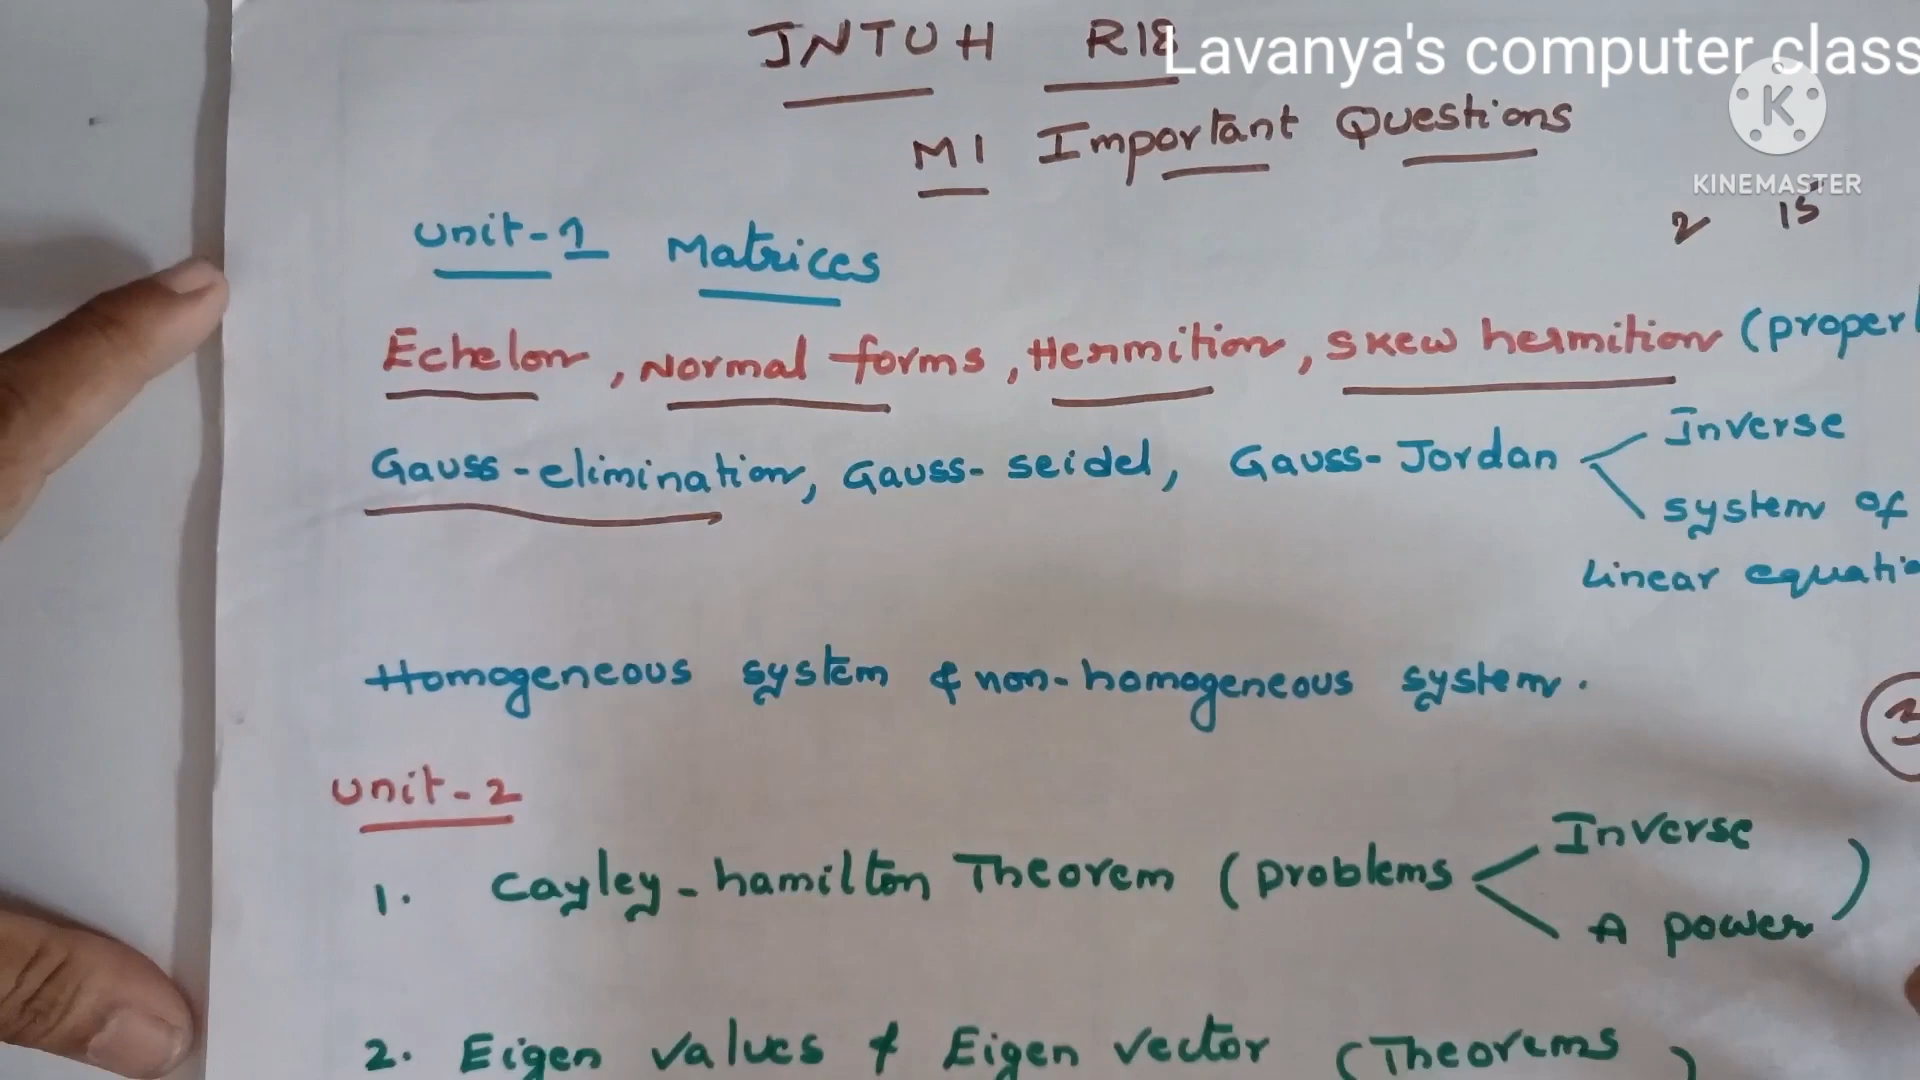 JNTUH R18
Lavanya's computer class
M1 Important Questions
KINEMASTER
2 15
Unit-1 Matrices
Echelon, Normal forms, Hermition, Skew hermition (proper
Gauss-elimination, Gauss-seidel, Gauss-Jordan
Inverse
system of
Linear equatio
Homogeneous system & non-homogeneous system.
3
Unit-2
1. Cayley-hamilton Theorem (problems
Inverse
A power)
2. Eigen values & Eigen vector (Theorems)